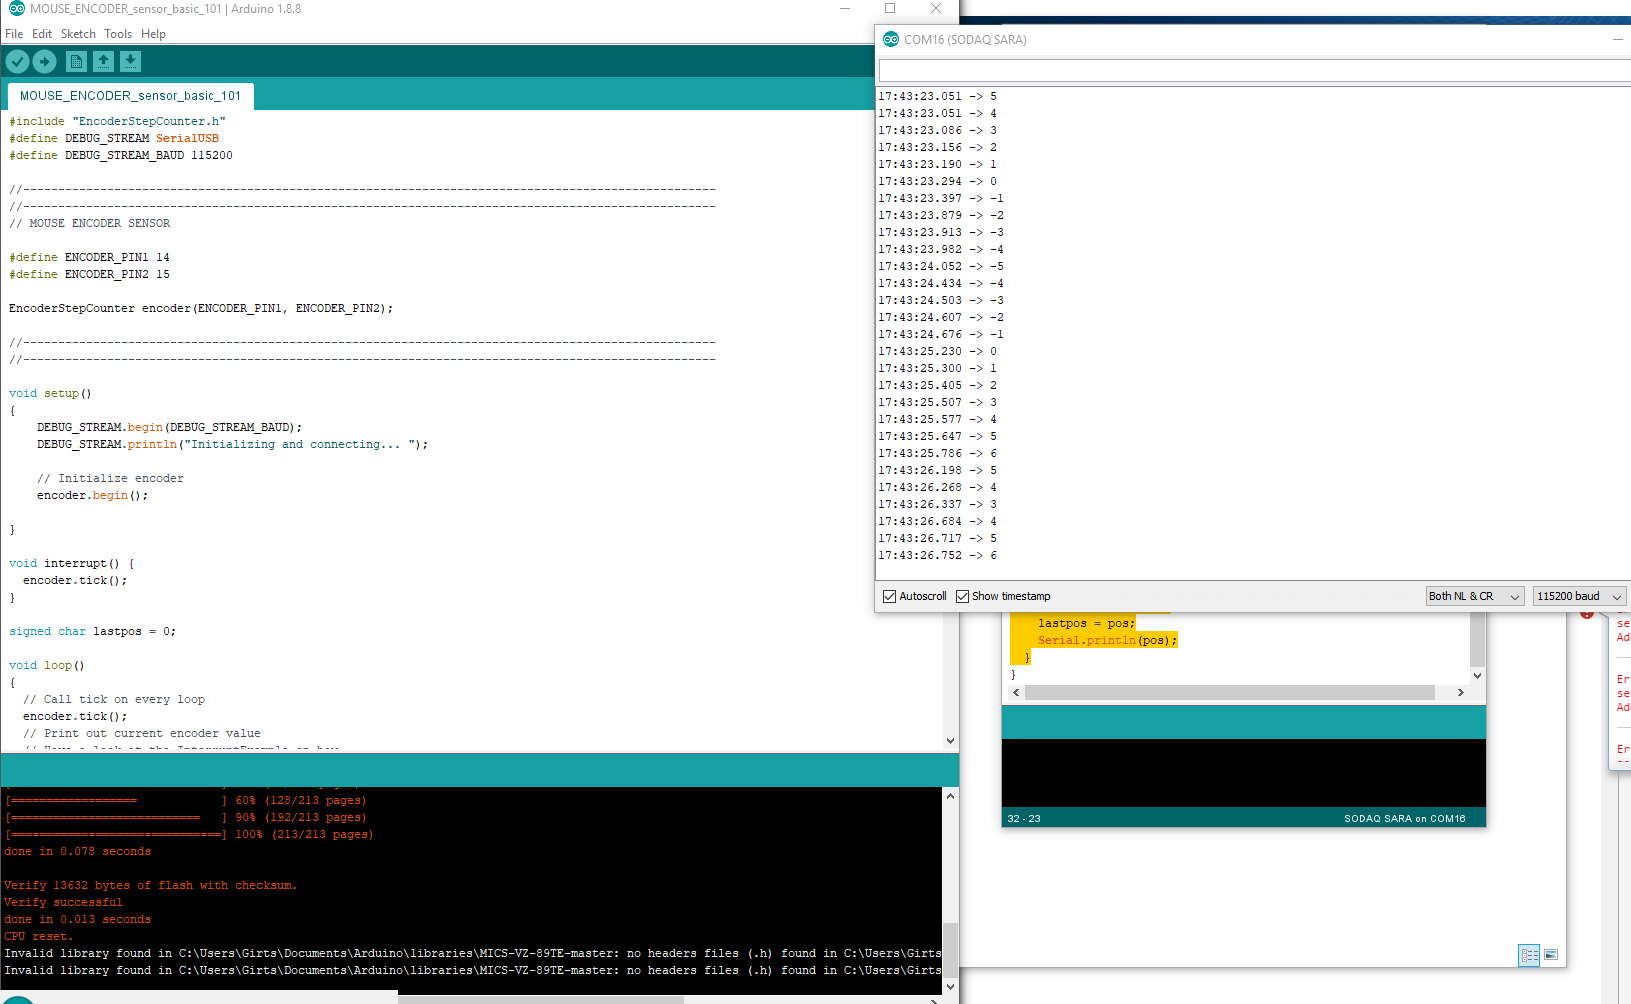 MOUSE_ENCODER_sensor_basic_101 | Arduino 1.8.8
File Edit Sketch Tools Help
MOUSE_ENCODER_sensor_basic_101
#include "EncoderStepCounter.h"
#define DEBUG_STREAM SerialUSB
#define DEBUG_STREAM_BAUD 115200
//---------------------------------------------------------------------------------------------------
//---------------------------------------------------------------------------------------------------
// MOUSE ENCODER SENSOR
#define ENCODER_PIN1 14
#define ENCODER_PIN2 15
EncoderStepCounter encoder(ENCODER_PIN1, ENCODER_PIN2);
//---------------------------------------------------------------------------------------------------
//---------------------------------------------------------------------------------------------------
void setup()
{
DEBUG_STREAM.begin(DEBUG_STREAM_BAUD);
DEBUG_STREAM.println("Initializing and connecting... ");
// Initialize encoder
encoder.begin();
}
void interrupt() {
encoder.tick();
}
signed char lastpos = 0;
void loop()
{
// Call tick on every loop
encoder.tick();
// Print out current encoder value
[==================            ] 60% (128/213 pages)
[===========================   ] 90% (192/213 pages)
[==============================] 100% (213/213 pages)
done in 0.078 seconds
Verify 13632 bytes of flash with checksum.
Verify successful
done in 0.013 seconds
CPU reset.
Invalid library found in C:\Users\Girts\Documents\Arduino\libraries\MICS-VZ-89TE-master: no headers files (.h) found in C:\Users\Girts
Invalid library found in C:\Users\Girts\Documents\Arduino\libraries\MICS-VZ-89TE-master: no headers files (.h) found in C:\Users\Girts
COM16 (SODAQ SARA)
17:43:23.051 -> 5
17:43:23.051 -> 4
17:43:23.086 -> 3
17:43:23.156 -> 2
17:43:23.190 -> 1
17:43:23.294 -> 0
17:43:23.397 -> -1
17:43:23.879 -> -2
17:43:23.913 -> -3
17:43:23.982 -> -4
17:43:24.052 -> -5
17:43:24.434 -> -4
17:43:24.503 -> -3
17:43:24.607 -> -2
17:43:24.676 -> -1
17:43:25.230 -> 0
17:43:25.300 -> 1
17:43:25.405 -> 2
17:43:25.507 -> 3
17:43:25.577 -> 4
17:43:25.647 -> 5
17:43:25.786 -> 6
17:43:26.198 -> 5
17:43:26.268 -> 4
17:43:26.337 -> 3
17:43:26.684 -> 4
17:43:26.717 -> 5
17:43:26.752 -> 6
Autoscroll Show timestamp Both NL & CR 115200 baud
lastpos = pos;
Serial.println(pos);
}
}
32 - 23 SODAQ SARA on COM16
se
Ad
Er
se
Ad
Er
--